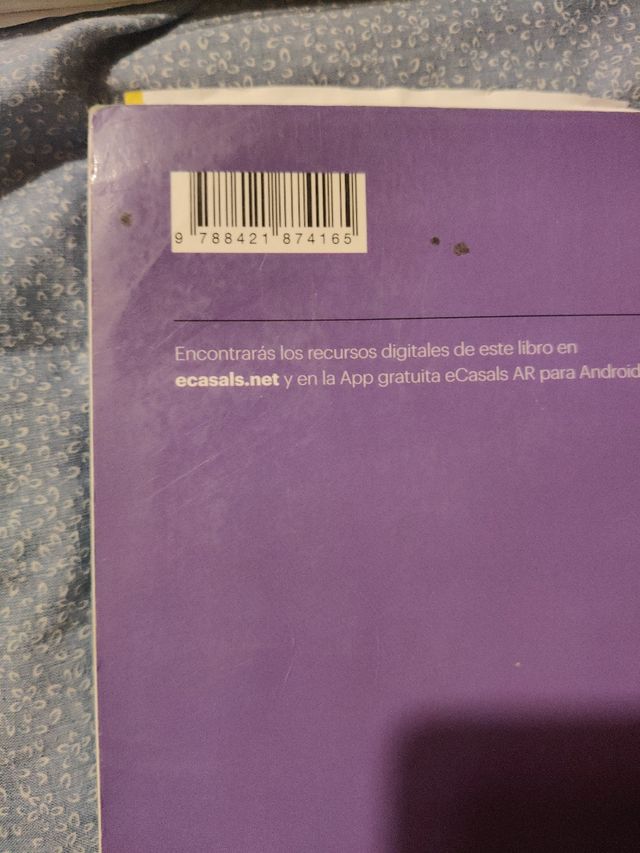 9 788421 874165
Encontrarás los recursos digitales de este libro en
ecasals.net y en la App gratuita eCasals AR para Android